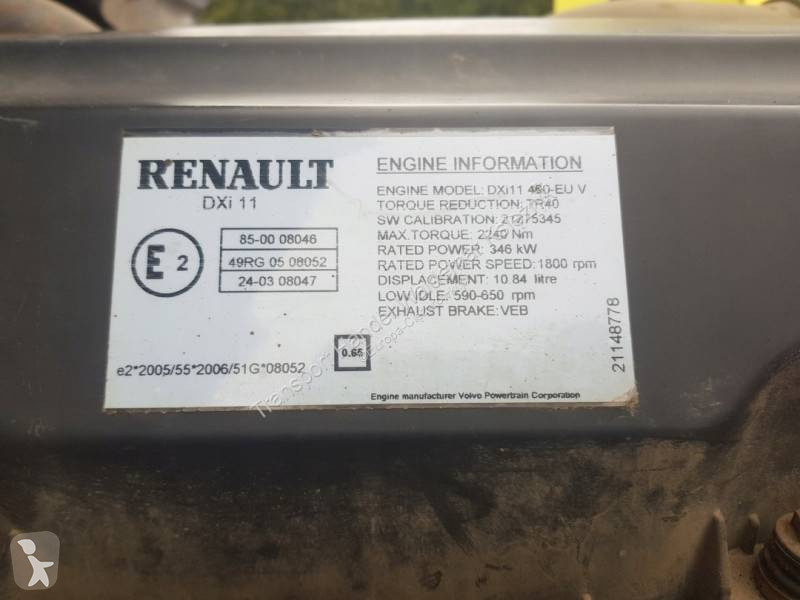 RENAULT
DXi 11
E 2
85-00 08046
49RG 05 08052
24-03 08047
0.65
e2*2005/55*2006/51G*08052
ENGINE INFORMATION
ENGINE MODEL: DXi11 460-EU V
TORQUE REDUCTION: TR40
SW CALIBRATION:
MAX.TORQUE: 2240 Nm
RATED POWER: 346 kW
RATED POWER SPEED: 1800 rpm
DISPLACEMENT: 10.84 litre
LOW IDLE: 590-650 rpm
EXHAUST BRAKE: VEB
Engine manufacturer Volvo Powertrain Corporation
21148778